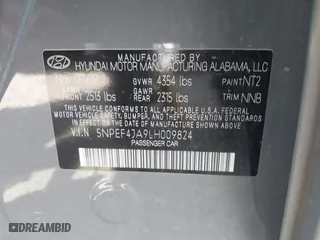 MANUFACTURED BY
HYUNDAI MOTOR MANUFACTURING ALABAMA, LLC
GVWR 4354 lbs PAINT NT2
FRONT 2513 lbs REAR 2315 lbs TRIM NNB
THIS VEHICLE CONFORMS TO ALL APPLICABLE U.S.
FEDERAL MOTOR VEHICLE SAFETY, BUMPER,
AND THEFT PREVENTION STANDARDS IN EFFECT
ON THE DATE OF MANUFACTURE SHOWN ABOVE.
V.I.N 5NPEF4JA9LH009824
PASSENGER CAR
DREAMBID